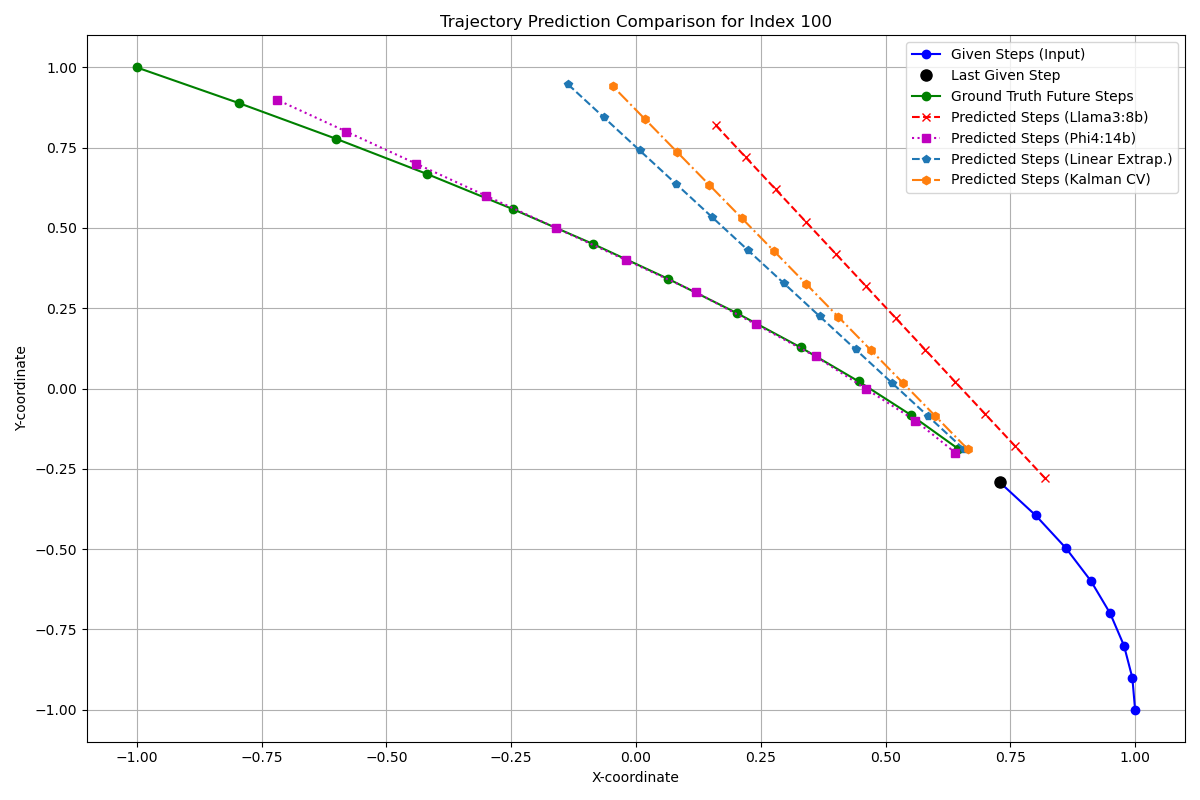 Trajectory Prediction Comparison for Index 100
Given Steps (Input)
Last Given Step
Ground Truth Future Steps
Predicted Steps (Llama3:8b)
Predicted Steps (Phi4:14b)
Predicted Steps (Linear Extrap.)
Predicted Steps (Kalman CV)
Y-coordinate
1.00
0.75
0.50
0.25
0.00
−0.25
−0.50
−0.75
−1.00
−1.00 −0.75 −0.50 −0.25 0.00 0.25 0.50 0.75 1.00
X-coordinate